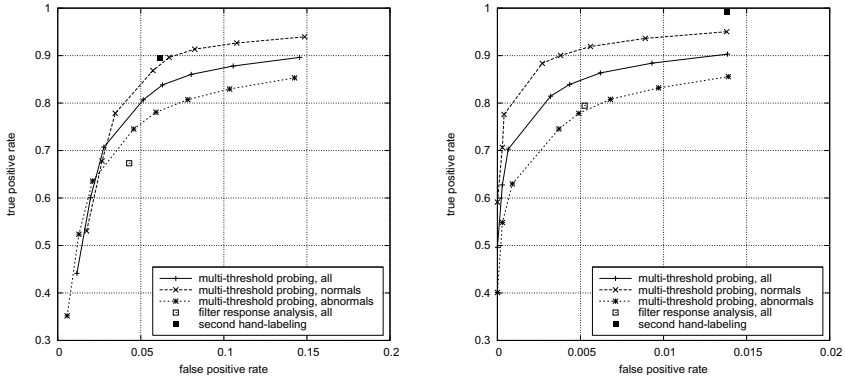 1
0.9
0.8
0.7
0.6
0.5
0.4
0.3
0
0.05
0.1
0.15
0.2
true positive rate
false positive rate
multi-threshold probing, all
multi-threshold probing, normals
multi-threshold probing, abnormals
filter response analysis, all
second hand-labeling
1
0.9
0.8
0.7
0.6
0.5
0.4
0.3
0
0.005
0.01
0.015
0.02
true positive rate
false positive rate
multi-threshold probing, all
multi-threshold probing, normals
multi-threshold probing, abnormals
filter response analysis, all
second hand-labeling